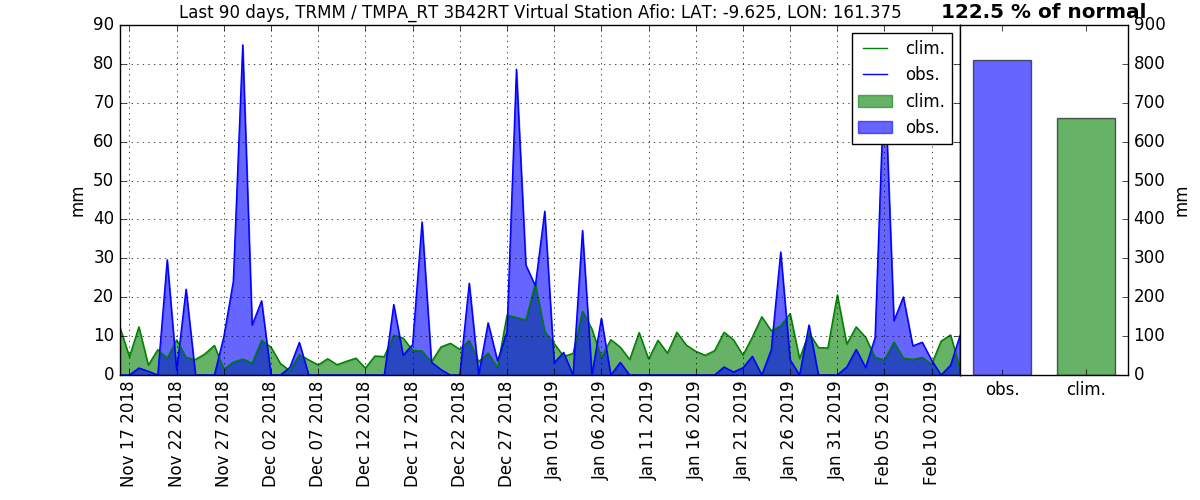 Last 90 days, TRMM / TMPA_RT 3B42RT Virtual Station Afio: LAT: -9.625, LON: 161.375
122.5 % of normal
90
80
70
60
50
40
30
20
10
0
mm
clim.
obs.
clim.
obs.
900
800
700
600
500
400
300
200
100
0
mm
Nov 17 2018
Nov 22 2018
Nov 27 2018
Dec 02 2018
Dec 07 2018
Dec 12 2018
Dec 17 2018
Dec 22 2018
Dec 27 2018
Jan 01 2019
Jan 06 2019
Jan 11 2019
Jan 16 2019
Jan 21 2019
Jan 26 2019
Jan 31 2019
Feb 05 2019
Feb 10 2019
obs.
clim.